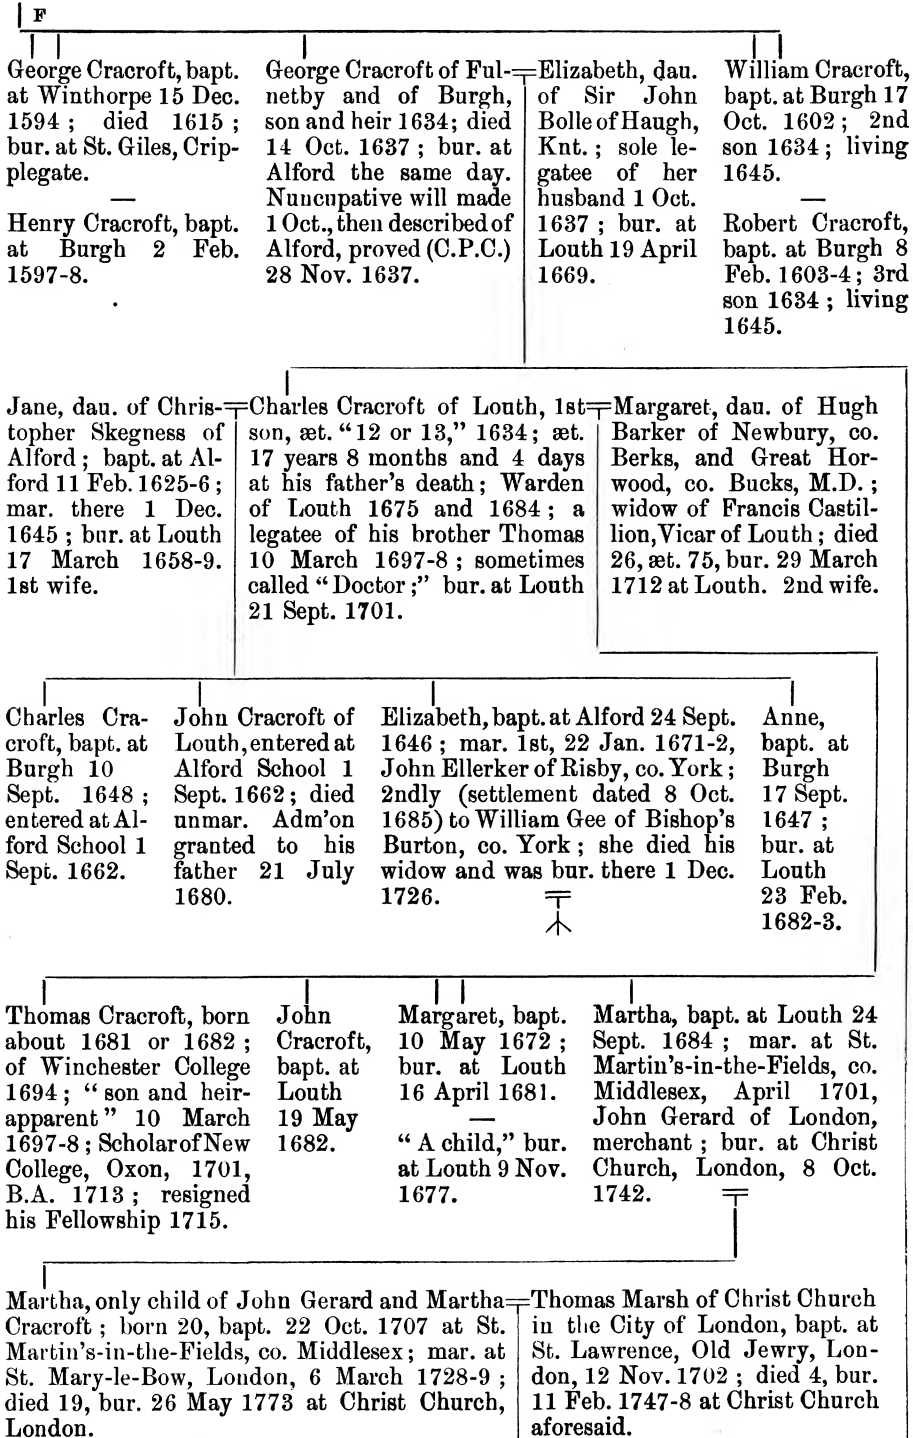 F
George Cracroft, bapt.
at Winthorpe 15 Dec.
1594 ; died 1615 ;
bur. at St. Giles, Crip-
plegate.
—
Henry Cracroft, bapt.
at Burgh 2 Feb.
1597-8.
George Cracroft of Ful-
netby and of Burgh,
son and heir 1634; died
14 Oct. 1637 ; bur. at
Alford the same day.
Nuncupative will made
1 Oct., then described of
Alford, proved (C.P.C.)
28 Nov. 1637.
Elizabeth, dau.
of Sir John
Bolle of Haugh,
Knt. ; sole le-
gatee of her
husband 1 Oct.
1637 ; bur. at
Louth 19 April
1669.
William Cracroft,
bapt. at Burgh 17
Oct. 1602 ; 2nd
son 1634 ; living
1645.
—
Robert Cracroft,
bapt. at Burgh 8
Feb. 1603-4 ; 3rd
son 1634 ; living
1645.
Jane, dau. of Chris-
topher Skegness of
Alford ; bapt. at Al-
ford 11 Feb. 1625-6 ;
mar. there 1 Dec.
1645 ; bur. at Louth
17 March 1658-9.
1st wife.
Charles Cracroft of Louth, 1st
son, æt. "12 or 13," 1634 ; æt.
17 years 8 months and 4 days
at his father's death ; Warden
of Louth 1675 and 1684 ; a
legatee of his brother Thomas
10 March 1697-8 ; sometimes
called "Doctor ;" bur. at Louth
21 Sept. 1701.
Margaret, dau. of Hugh
Barker of Newbury, co.
Berks, and Great Hor-
wood, co. Bucks, M.D. ;
widow of Francis Castil-
lion, Vicar of Louth ; died
26, æt. 75, bur. 29 March
1712 at Louth. 2nd wife.
Charles Cra-
croft, bapt. at
Burgh 10
Sept. 1648 ;
entered at Al-
ford School 1
Sept. 1662.
John Cracroft of
Louth, entered at
Alford School 1
Sept. 1662 ; died
unmar. Adm'on
granted to his
father 21 July
1680.
Elizabeth, bapt. at Alford 24 Sept.
1646 ; mar. 1st, 22 Jan. 1671-2,
John Ellerker of Risby, co. York ;
2ndly (settlement dated 8 Oct.
1685) to William Gee of Bishop's
Burton, co. York ; she died his
widow and was bur. there 1 Dec.
1726.
Anne,
bapt. at
Burgh
17 Sept.
1647 ;
bur. at
Louth
23 Feb.
1682-3.
Thomas Cracroft, born
about 1681 or 1682 ;
of Winchester College
1694 ; "son and heir-
apparent" 10 March
1697-8 ; Scholar of New
College, Oxon, 1701,
B.A. 1713 ; resigned
his Fellowship 1715.
John
Cracroft,
bapt. at
Louth
19 May
1682.
Margaret, bapt.
10 May 1672 ;
bur. at Louth
16 April 1681.
—
"A child," bur.
at Louth 9 Nov.
1677.
Martha, bapt. at Louth 24
Sept. 1684 ; mar. at St.
Martin's-in-the-Fields, co.
Middlesex, April 1701,
John Gerard of London,
merchant ; bur. at Christ
Church, London, 8 Oct.
1742.
Martha, only child of John Gerard and Martha
Cracroft ; born 20, bapt. 22 Oct. 1707 at St.
Martin's-in-the-Fields, co. Middlesex ; mar. at
St. Mary-le-Bow, London, 6 March 1728-9 ;
died 19, bur. 26 May 1773 at Christ Church,
London.
Thomas Marsh of Christ Church
in the City of London, bapt. at
St. Lawrence, Old Jewry, Lon-
don, 12 Nov. 1702 ; died 4, bur.
11 Feb. 1747-8 at Christ Church
aforesaid.